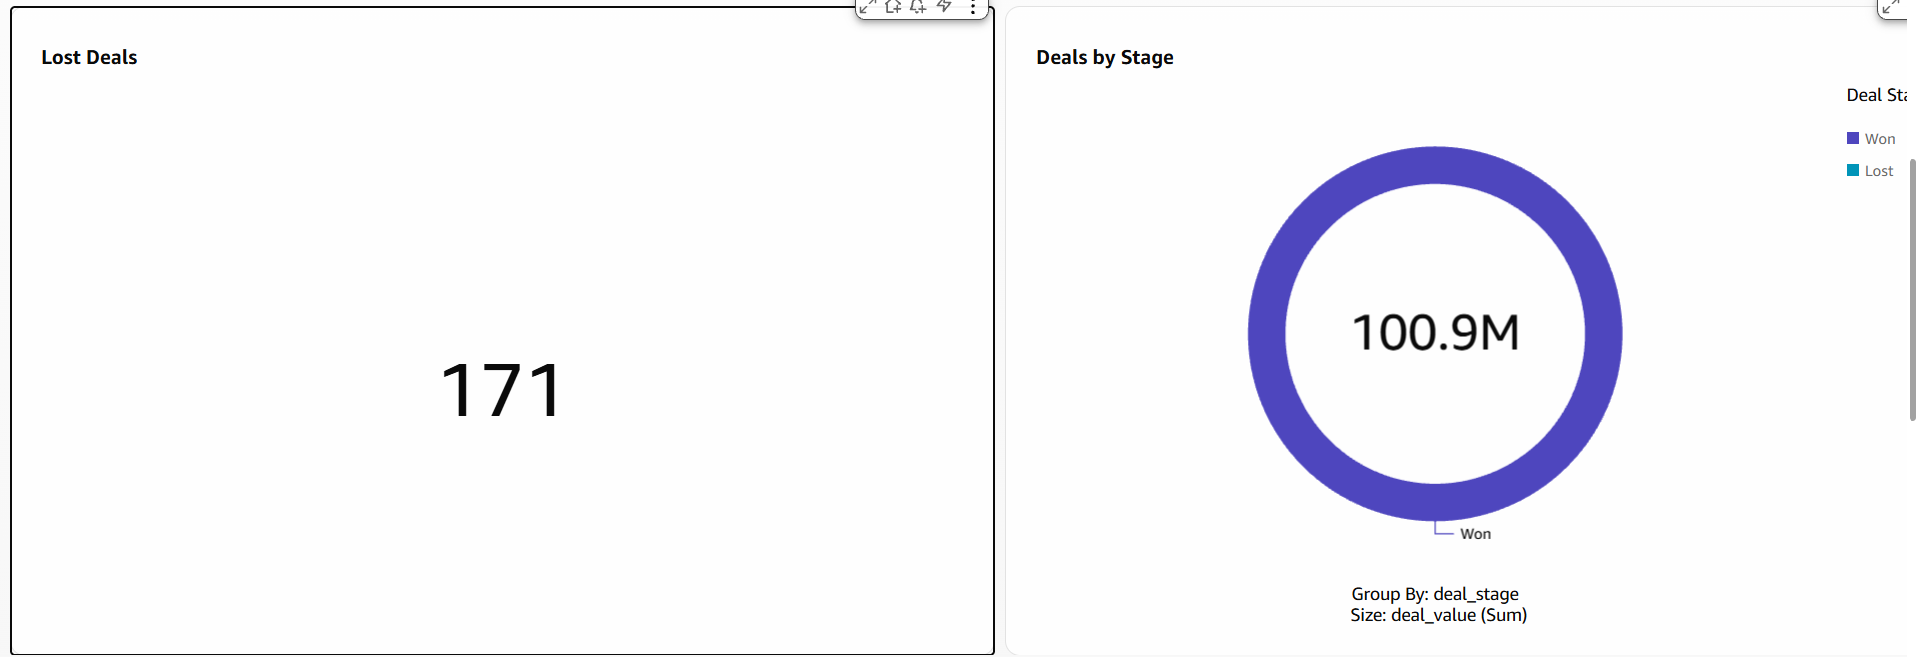 Lost Deals
171
Deals by Stage
Deal Sta
Won
Lost
100.9M
Won
Group By: deal_stage
Size: deal_value (Sum)